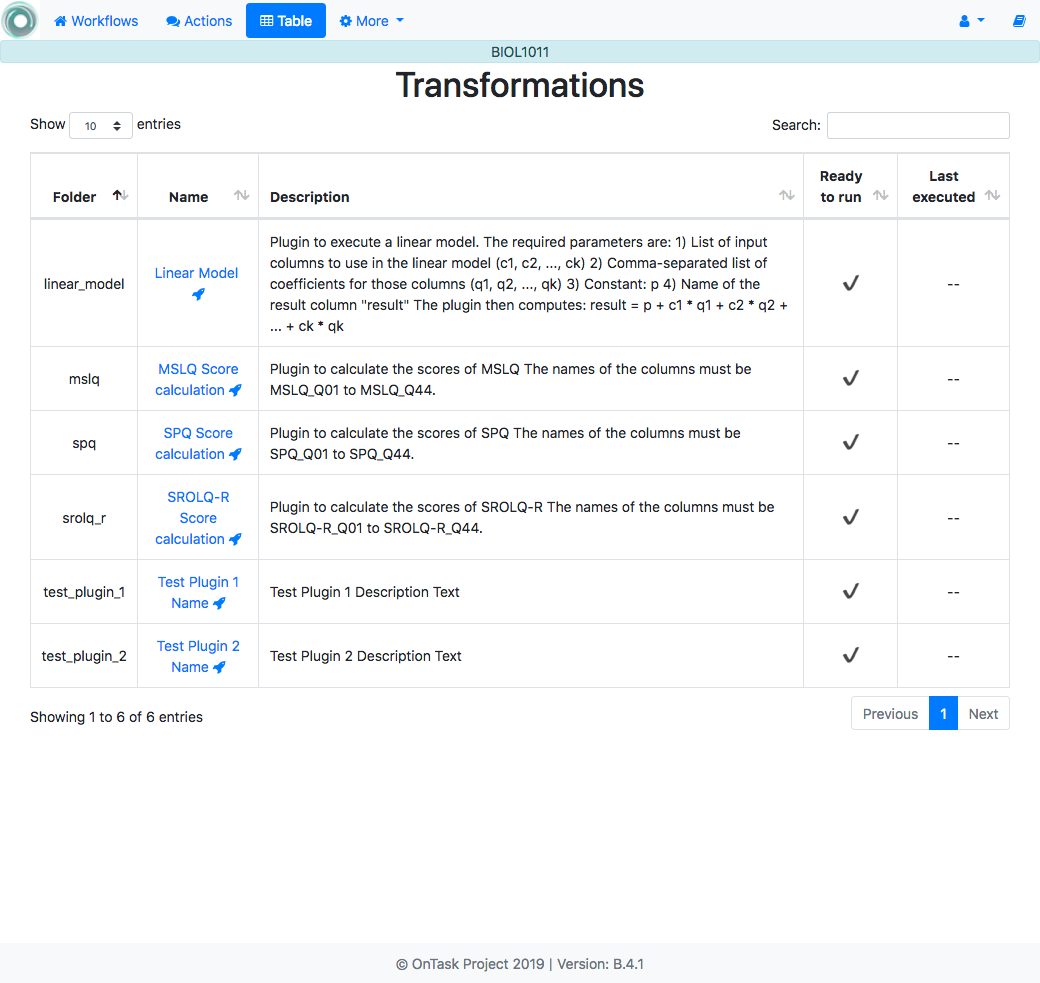 Workflows Actions Table More
BIOL1011
Transformations
Show 10 entries Search:
Folder Name Description Ready to run Last executed
linear_model
Linear Model
Plugin to execute a linear model. The required parameters are: 1) List of input
columns to use in the linear model (c1, c2, ..., ck) 2) Comma-separated list of
coefficients for those columns (q1, q2, ..., qk) 3) Constant: p 4) Name of the
result column "result" The plugin then computes: result = p + c1 * q1 + c2 * q2 +
... + ck * qk
✔
--
mslq
MSLQ Score
calculation
Plugin to calculate the scores of MSLQ The names of the columns must be
MSLQ_Q01 to MSLQ_Q44.
✔
--
spq
SPQ Score
calculation
Plugin to calculate the scores of SPQ The names of the columns must be
SPQ_Q01 to SPQ_Q44.
✔
--
srolq_r
SROLQ-R
Score
calculation
Plugin to calculate the scores of SROLQ-R The names of the columns must be
SROLQ-R_Q01 to SROLQ-R_Q44.
✔
--
test_plugin_1
Test Plugin 1
Name
Test Plugin 1 Description Text
✔
--
test_plugin_2
Test Plugin 2
Name
Test Plugin 2 Description Text
✔
--
Showing 1 to 6 of 6 entries
Previous 1 Next
© OnTask Project 2019 | Version: B.4.1